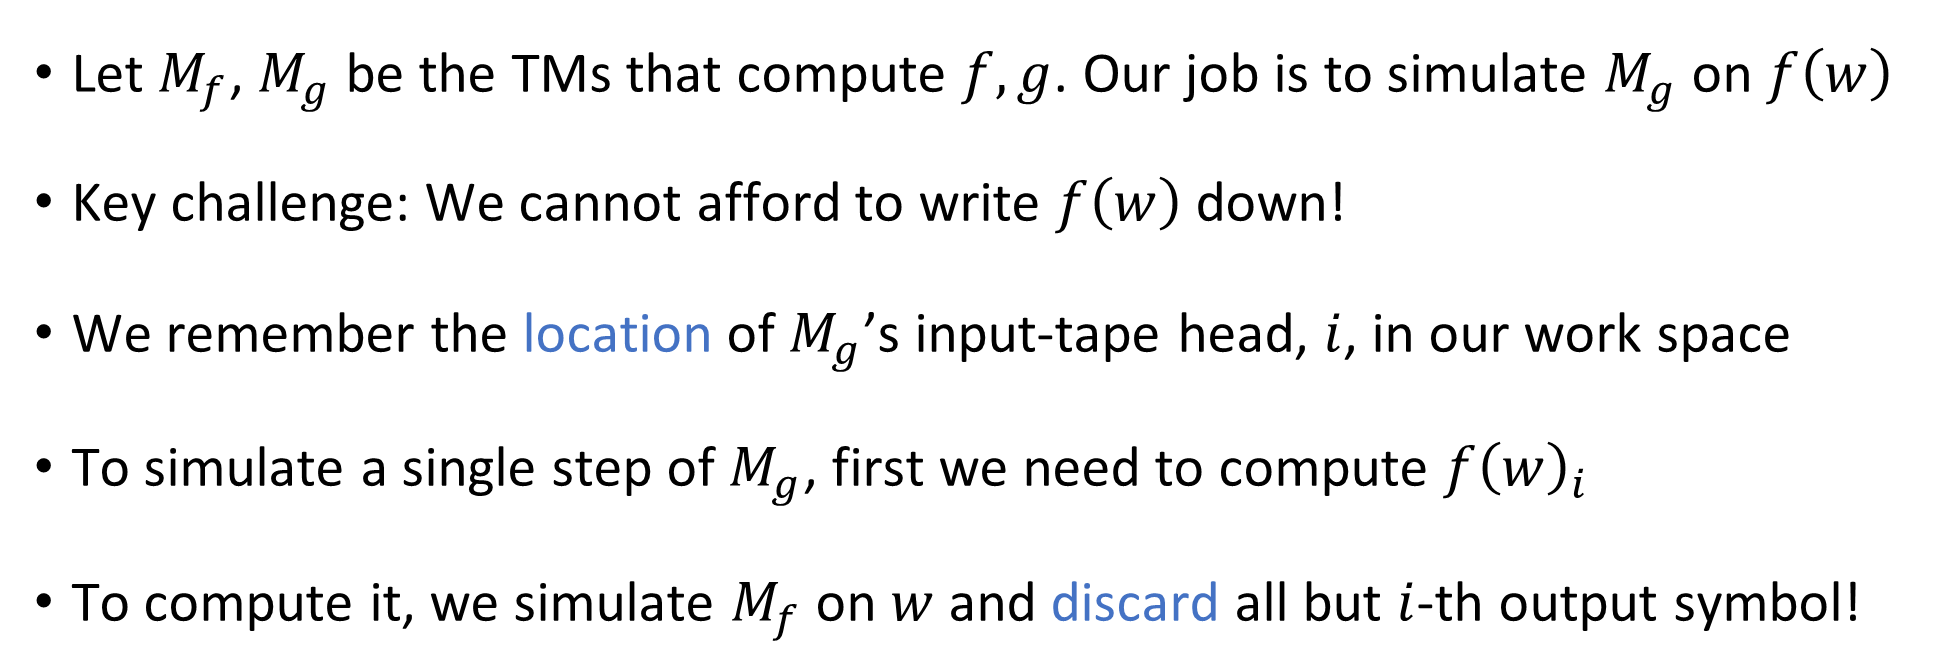 • Let M_f, M_g be the TMs that compute f, g. Our job is to simulate M_g on f(w)
• Key challenge: We cannot afford to write f(w) down!
• We remember the location of M_g's input-tape head, i, in our work space
• To simulate a single step of M_g, first we need to compute f(w)_i
• To compute it, we simulate M_f on w and discard all but i-th output symbol!